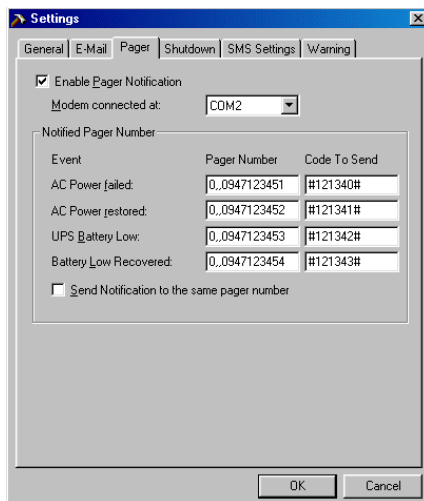 Settings
General E-Mail Pager Shutdown SMS Settings Warning
Enable Pager Notification
Modem connected at: COM2
Notified Pager Number
Event Pager Number Code To Send
AC Power failed: 0,,0947123451 #121340#
AC Power restored: 0,,0947123452 #121341#
UPS Battery Low: 0,,0947123453 #121342#
Battery Low Recovered: 0,,0947123454 #121343#
Send Notification to the same pager number
OK Cancel